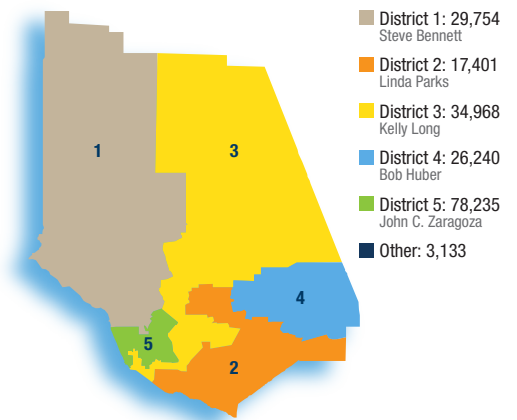 District 1: 29,754
Steve Bennett
District 2: 17,401
Linda Parks
District 3: 34,968
Kelly Long
District 4: 26,240
Bob Huber
District 5: 78,235
John C. Zaragoza
Other: 3,133
1
3
4
5
2